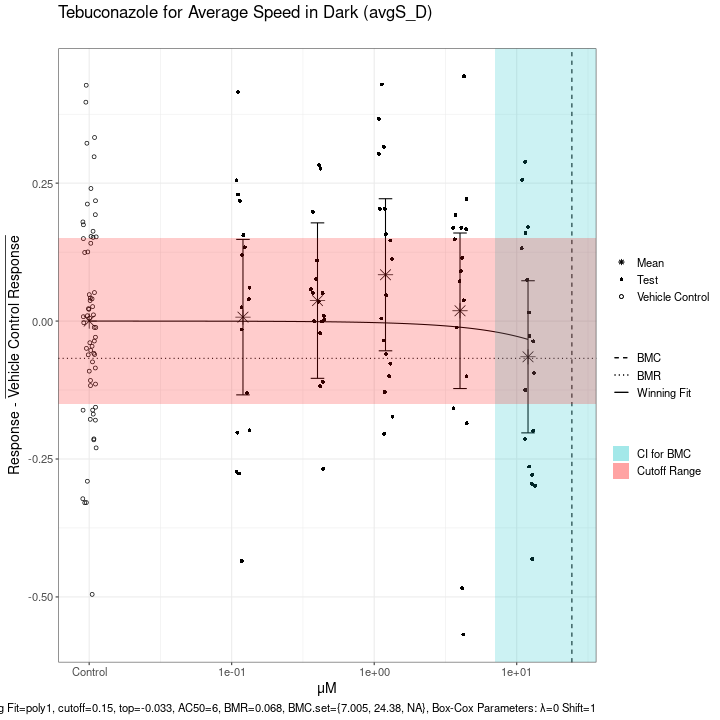 Tebuconazole for Average Speed in Dark (avgS_D)
Response - Vehicle Control Response
0.25
0.00
-0.25
-0.50
Control
1e-01
1e+00
1e+01
μM
Mean
Test
Vehicle Control
BMC
BMR
Winning Fit
CI for BMC
Cutoff Range
g Fit=poly1, cutoff=0.15, top=-0.033, AC50=6, BMR=0.068, BMC.set={7.005, 24.38, NA}, Box-Cox Parameters: λ=0 Shift=1